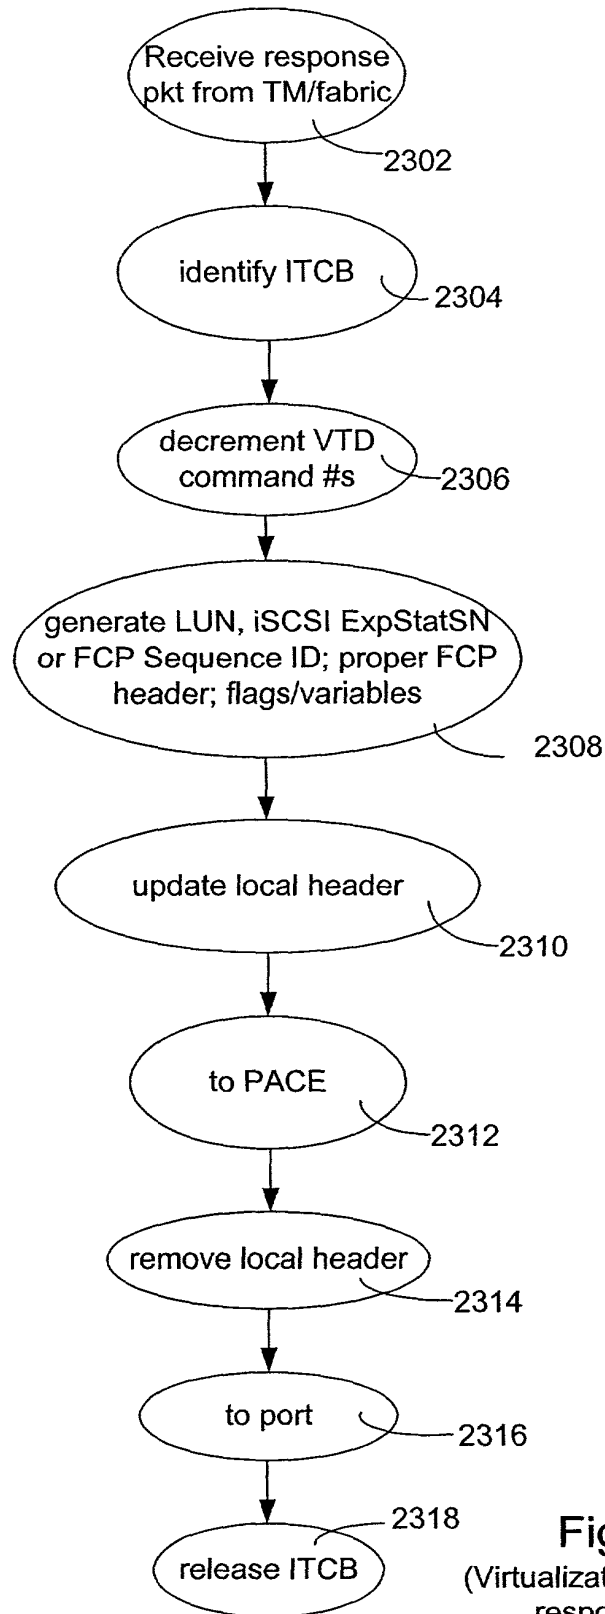 Receive response
pkt from TM/fabric
2302
identify ITCB
2304
decrement VTD
command #s
2306
generate LUN, iSCSI ExpStatSN
or FCP Sequence ID; proper FCP
header; flags/variables
2308
update local header
2310
to PACE
2312
remove local header
2314
to port
2316
2318
release ITCB